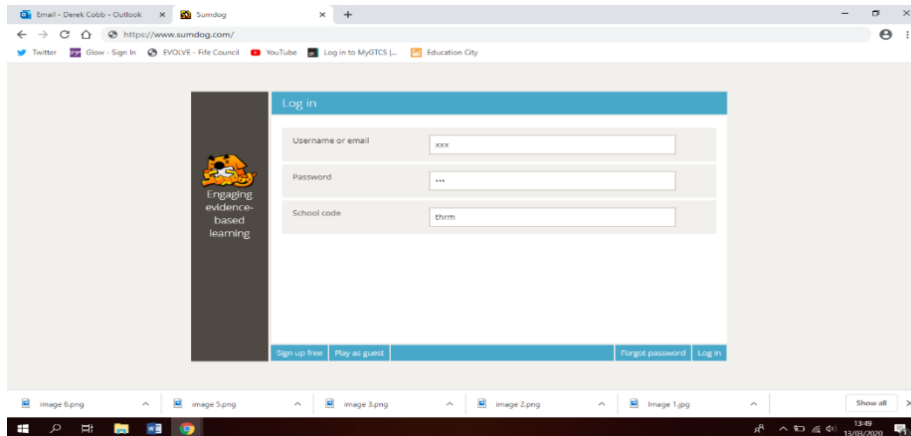 Email - Derek Cobb - Outlook
Sumdog
https://www.sumdog.com/
Twitter
Glow - Sign In
EVOLVE - Fife Council
YouTube
Log in to MyGTCS |...
Education City
Log in
Username or email
xxx
Password
School code
thrm
Engaging
evidence-
based
learning
Sign up free
Play as guest
Forgot password
Log in
image 6.png
image 5.png
image 3.png
image 2.png
Image 1.jpg
Show all
13:49
13/03/2020